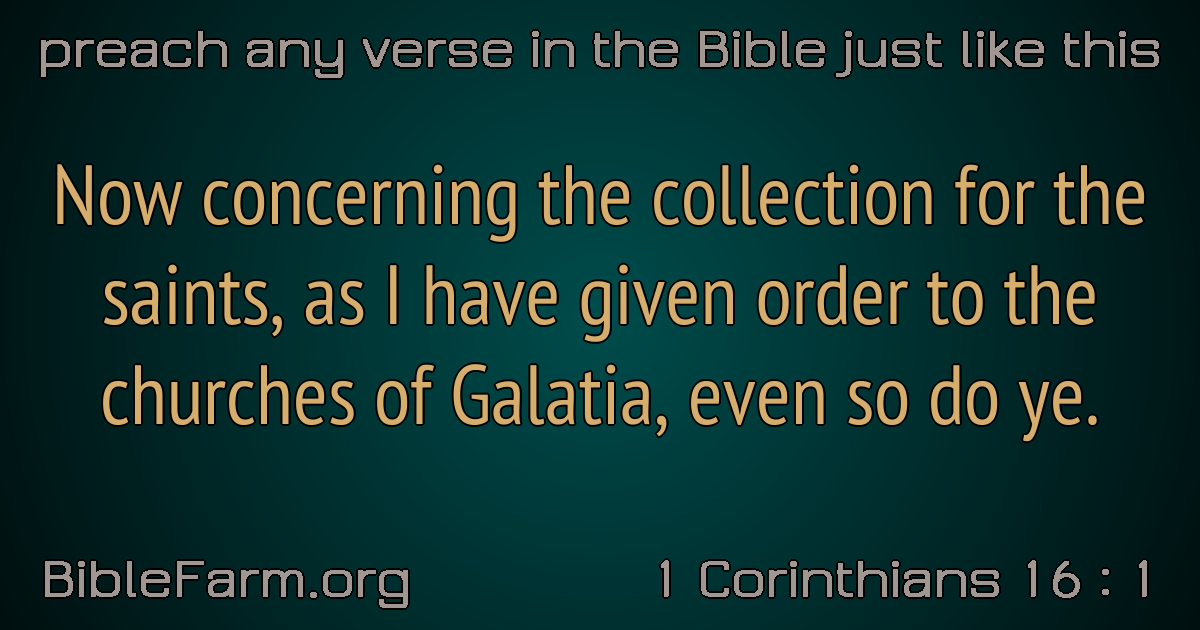 preach any verse in the Bible just like this
Now concerning the collection for the
saints, as I have given order to the
churches of Galatia, even so do ye.
BibleFarm.org
1 Corinthians 16 : 1